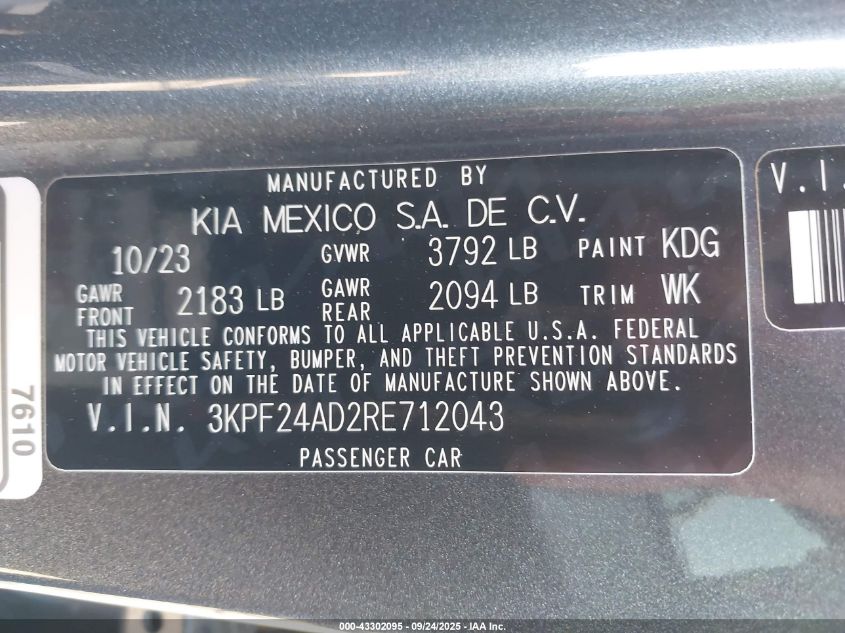 MANUFACTURED BY
KIA MEXICO S.A. DE C.V.
10/23 GVWR 3792 LB PAINT KDG
GAWR FRONT 2183 LB GAWR REAR 2094 LB TRIM WK
THIS VEHICLE CONFORMS TO ALL APPLICABLE U.S.A. FEDERAL
MOTOR VEHICLE SAFETY, BUMPER, AND THEFT PREVENTION STANDARDS
IN EFFECT ON THE DATE OF MANUFACTURE SHOWN ABOVE.
V.I.N. 3KPF24AD2RE712043
PASSENGER CAR
7610
V.I.
000-43302095 - 09/24/2025 - IAA Inc.